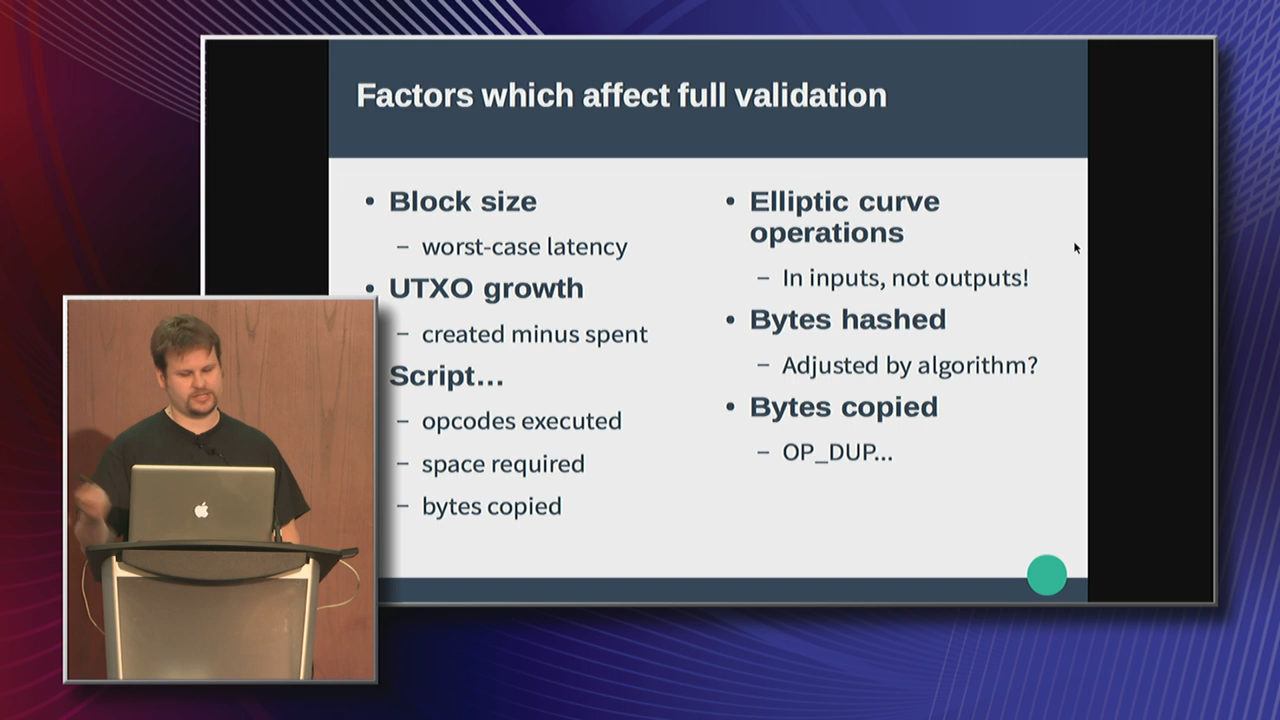 Factors which affect full validation
• Block size
– worst-case latency
• UTXO growth
– created minus spent
Script...
– opcodes executed
– space required
– bytes copied
• Elliptic curve
operations
– In inputs, not outputs!
• Bytes hashed
– Adjusted by algorithm?
• Bytes copied
– OP_DUP...